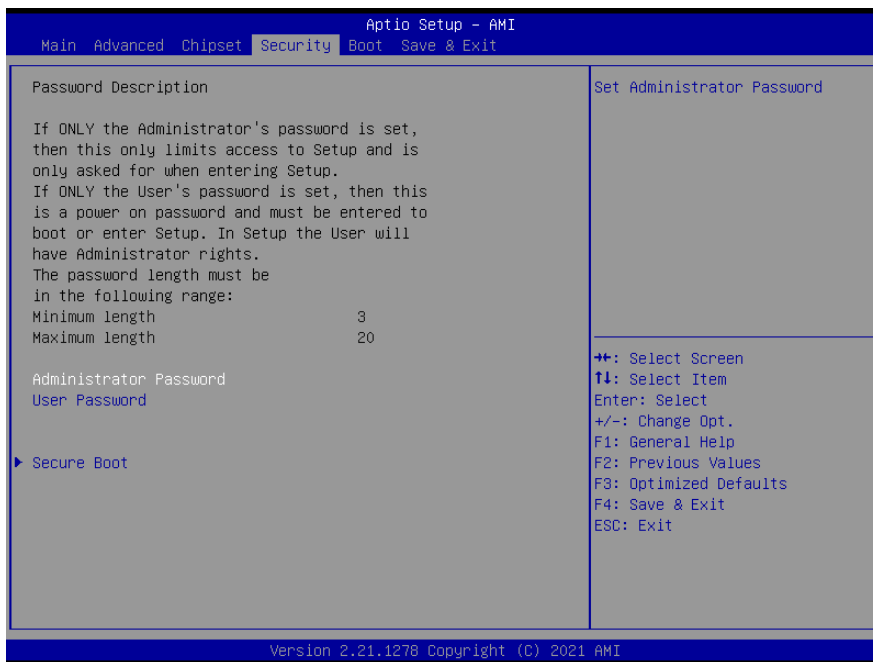 Aptio Setup – AMI
Main Advanced Chipset Security Boot Save & Exit
Password Description
If ONLY the Administrator's password is set,
then this only limits access to Setup and is
only asked for when entering Setup.
If ONLY the User's password is set, then this
is a power on password and must be entered to
boot or enter Setup. In Setup the User will
have Administrator rights.
The password length must be
in the following range:
Minimum length 3
Maximum length 20
Administrator Password
User Password
Secure Boot
Set Administrator Password
→←: Select Screen
↑↓: Select Item
Enter: Select
+/-: Change Opt.
F1: General Help
F2: Previous Values
F3: Optimized Defaults
F4: Save & Exit
ESC: Exit
Version 2.21.1278 Copyright (C) 2021 AMI